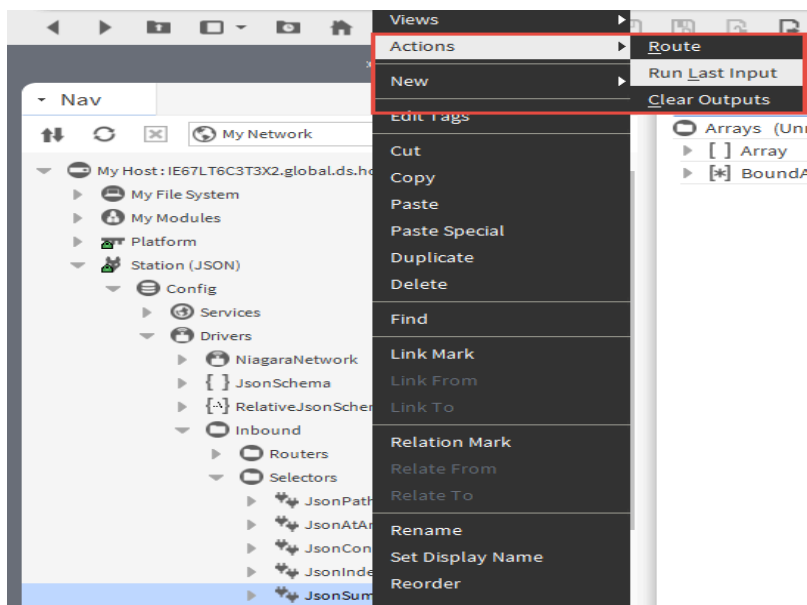 Views
Actions
Route
Run Last Input
Clear Outputs
New
Edit Tags
Cut
Copy
Paste
Paste Special
Duplicate
Delete
Find
Link Mark
Link From
Link To
Relation Mark
Relate From
Relate To
Rename
Set Display Name
Reorder
Nav
My Network
My Host : IE67LT6C3T3X2.global.ds.ho
My File System
My Modules
Platform
Station (JSON)
Config
Services
Drivers
NiagaraNetwork
JsonSchema
RelativeJsonScher
Inbound
Routers
Selectors
JsonPath
JsonAtAr
JsonCon
JsonInde
JsonSum
Arrays (Un
[ ] Array
[*] BoundA